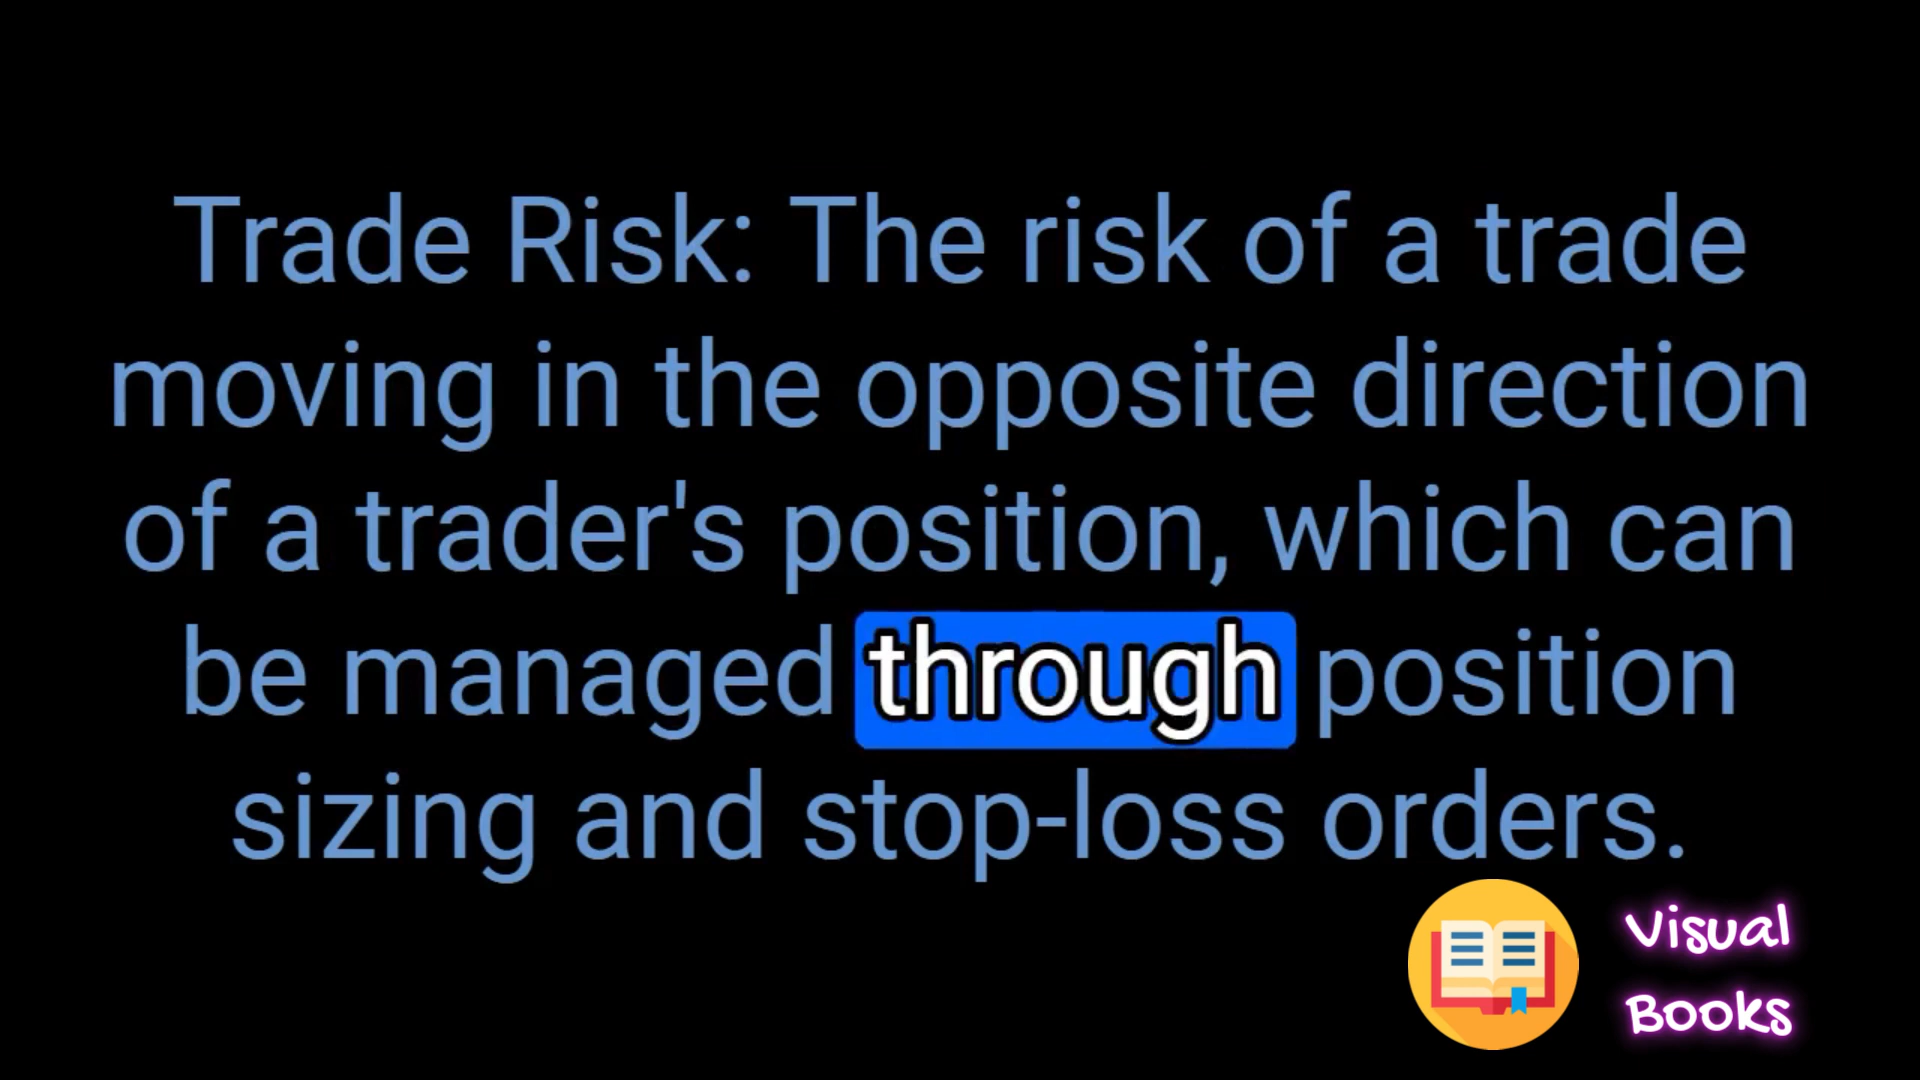 Trade Risk: The risk of a trade
moving in the opposite direction
of a trader's position, which can
be managed through position
sizing and stop-loss orders.
Visual
Books